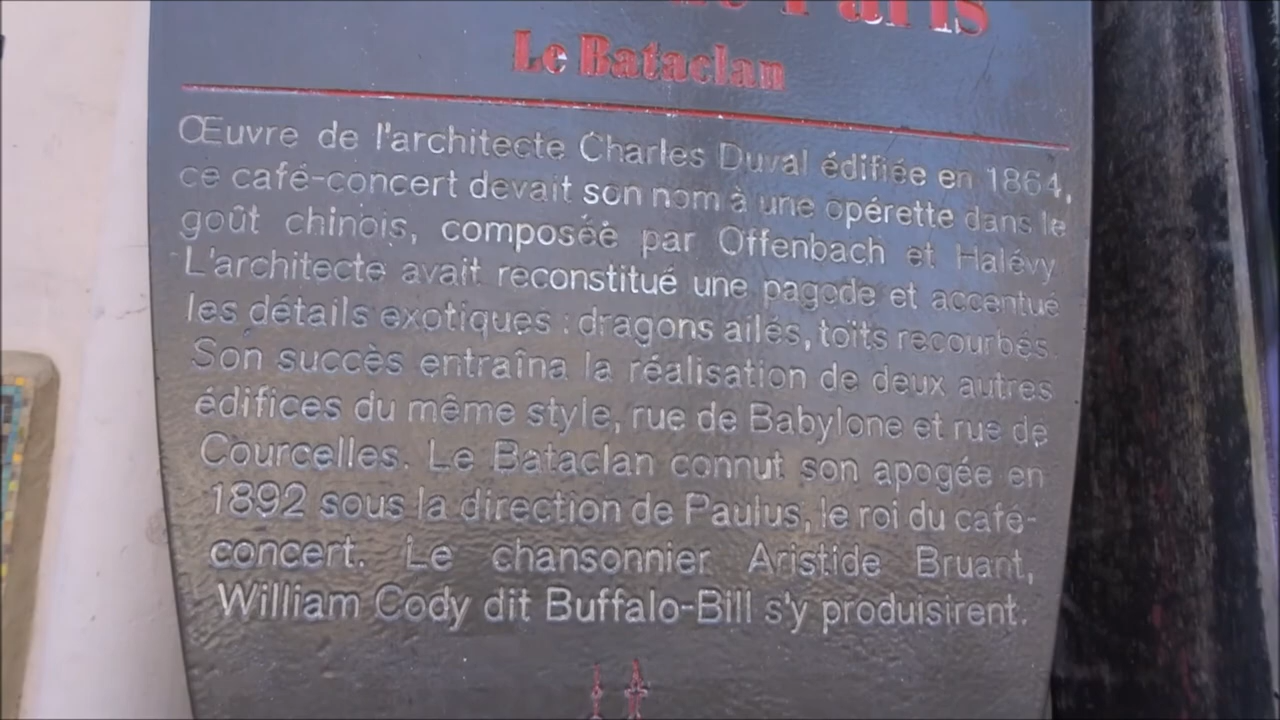 de Paris
Le Bataclan
Œuvre de l'architecte Charles Duval édifiée en 1864,
ce café-concert devait son nom à une opérette dans le
goût chinois, composée par Offenbach et Halévy
L'architecte avait reconstitué une pagode et accentué
les détails exotiques : dragons ailés, toits recourbés.
Son succès entraîna la réalisation de deux autres
édifices du même style, rue de Babylone et rue de
Courcelles. Le Bataclan connut son apogée en
1892 sous la direction de Paulus, le roi du café-
concert. Le chansonnier Aristide Bruant,
William Cody dit Buffalo-Bill s'y produisirent.